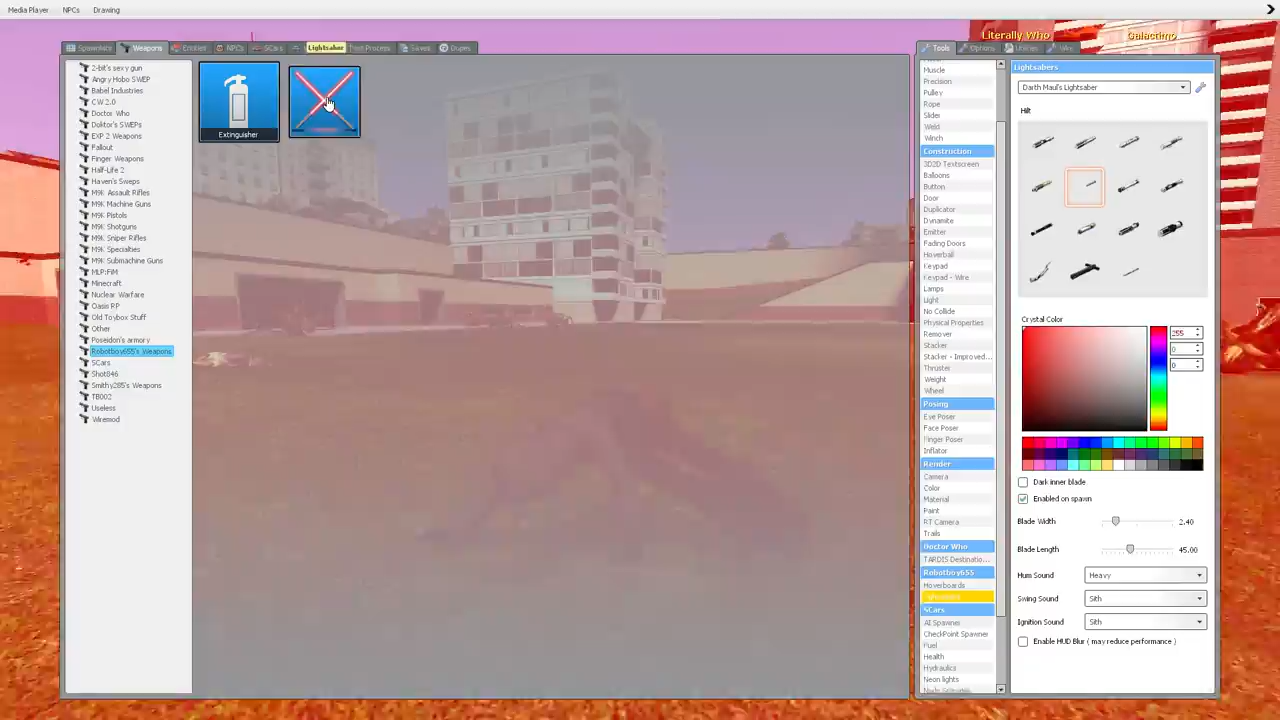 Media Player NPCs Drawing
Literally Who Galactimo
Spawnlists Weapons Entities NPCs SCars Lightsaber Post Process Saves Dupes
Tools Options Utilities
2-bit's sexy gun
Angry Hobo SWEP
Babel Industries
CW 2.0
Doctor Who
Doktor's SWEPs
EXP 2 Weapons
Fallout
Finger Weapons
Half-Life 2
Haven's Sweps
M9K Assault Rifles
M9K Machine Guns
M9K Pistols
M9K Shotguns
M9K Sniper Rifles
M9K Specialties
M9K Submachine Guns
MLP:FiM
Minecraft
Nuclear Warfare
Oasis RP
Old Toybox Stuff
Other
Poseidon's armory
Robotboy655's Weapons
SCars
Shot846
Smithy285's Weapons
TB002
Useless
Wiremod
Extinguisher
Muscle
Precision
Pulley
Rope
Slider
Weld
Winch
Construction
3D2D Textscreen
Balloons
Button
Door
Duplicator
Dynamite
Emitter
Fading Doors
Hoverball
Keypad
Keypad - Wire
Lamps
Light
No Collide
Physical Properties
Remover
Stacker
Stacker - Improved...
Thruster
Weight
Wheel
Posing
Eye Poser
Face Poser
Finger Poser
Inflator
Render
Camera
Color
Material
Paint
RT Camera
Trails
Doctor Who
TARDIS Destinatio...
Robotboy655
Hoverboards
SCars
AI Spawner
CheckPoint Spawner
Fuel
Health
Hydraulics
Neon lights
Lightsabers
Darth Maul's Lightsaber
Hilt
Crystal Color
255
0
0
Dark inner blade
Enabled on spawn
Blade Width 2.40
Blade Length 45.00
Hum Sound Heavy
Swing Sound Sith
Ignition Sound Sith
Enable HUD Blur ( may reduce performance )